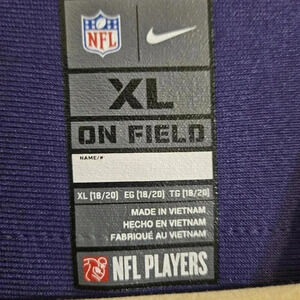 NFL
XL
ON FIELD
NAME/#
XL [18/20] EG [18/20] TG [18/20]
MADE IN VIETNAM
HECHO EN VIETNAM
FABRIQUÉ AU VIETNAM
NFL PLAYERS